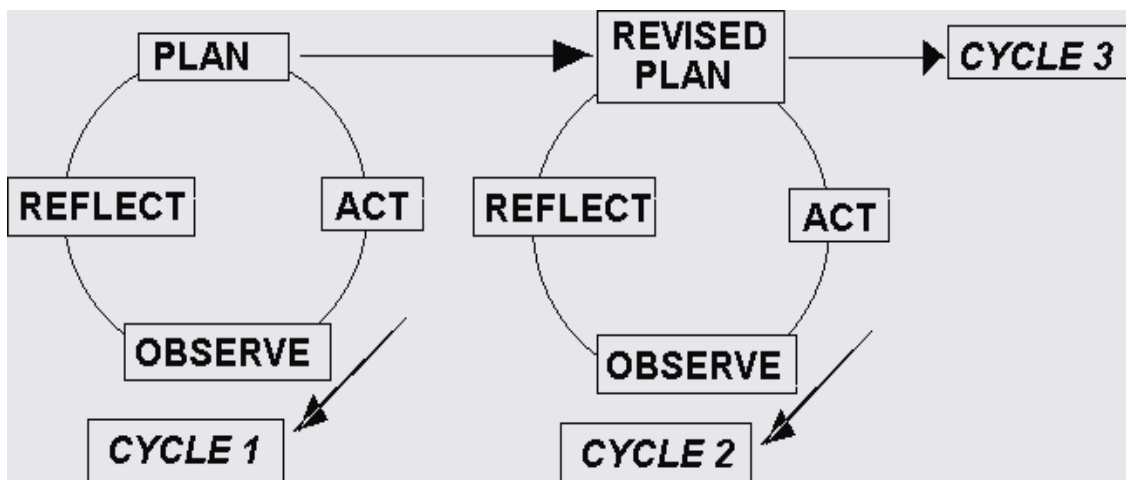 PLAN
REVISED
PLAN
CYCLE 3
REFLECT
ACT
REFLECT
ACT
OBSERVE
OBSERVE
CYCLE 1
CYCLE 2